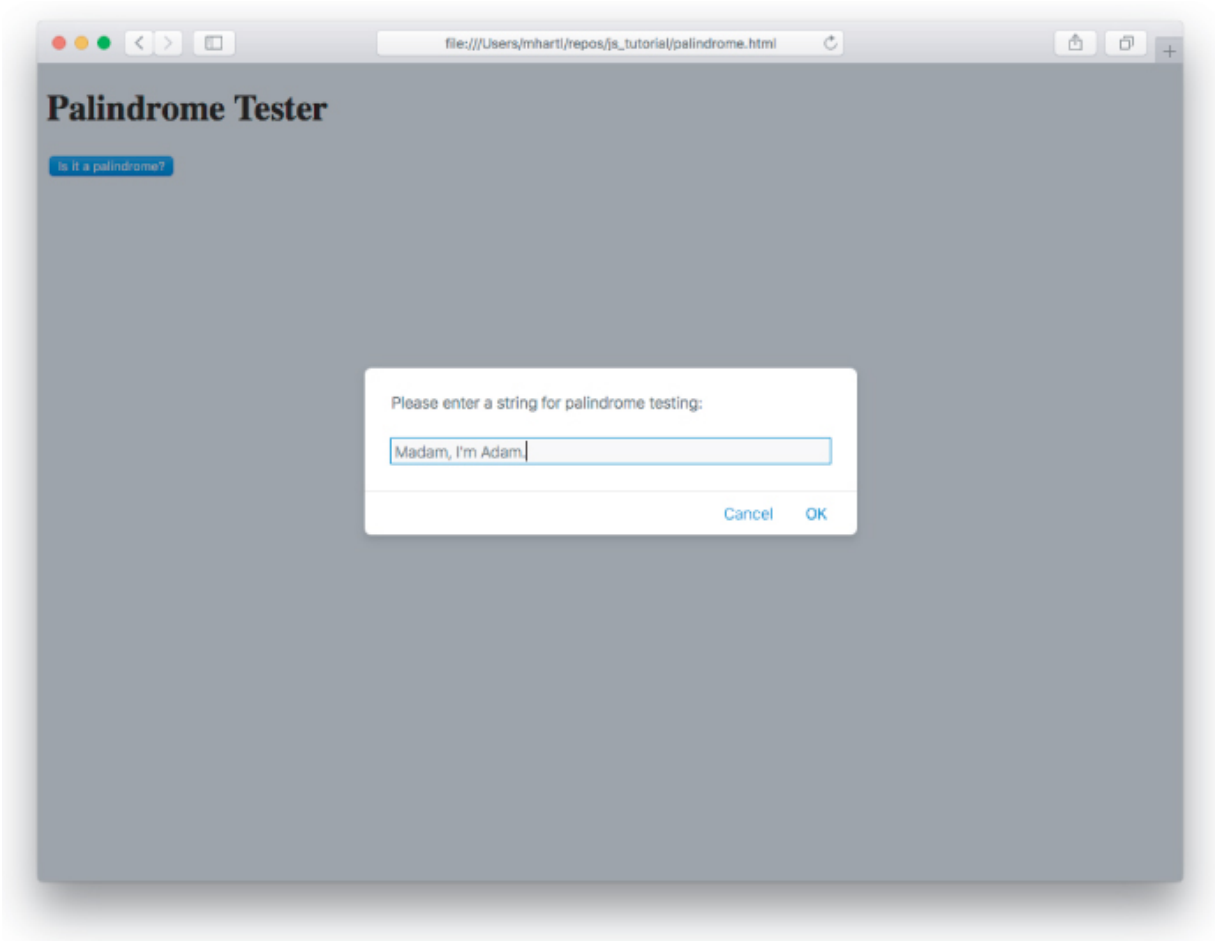 file:///Users/mhartl/repos/js_tutorial/palindrome.html
Palindrome Tester
Is it a palindrome?
Please enter a string for palindrome testing:
Madam, I'm Adam.
Cancel OK